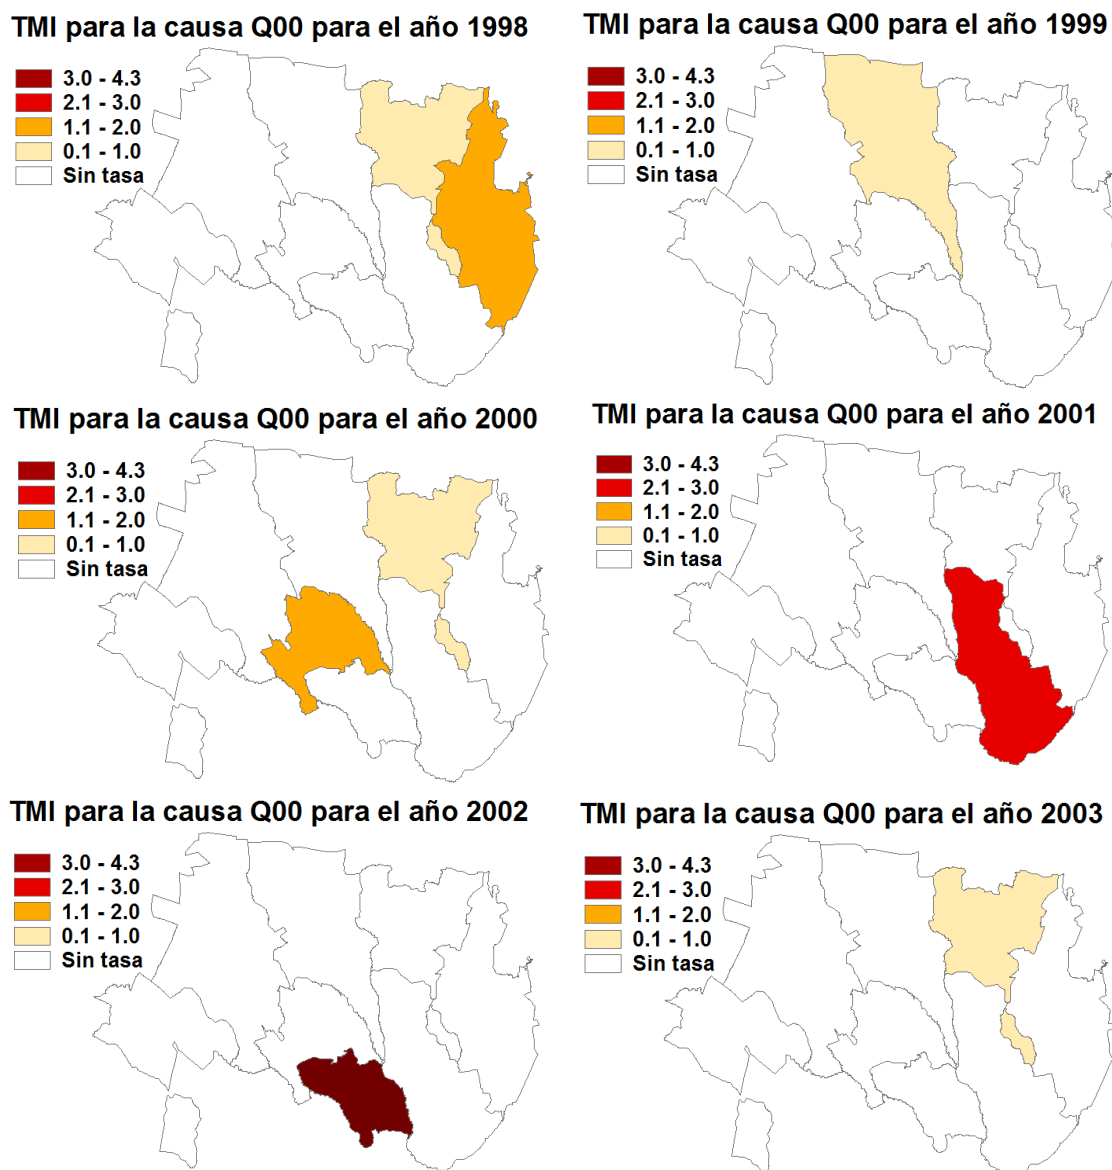 TMI para la causa Q00 para el año 1998
3.0 - 4.3
2.1 - 3.0
1.1 - 2.0
0.1 - 1.0
Sin tasa
TMI para la causa Q00 para el año 1999
3.0 - 4.3
2.1 - 3.0
1.1 - 2.0
0.1 - 1.0
Sin tasa
TMI para la causa Q00 para el año 2000
3.0 - 4.3
2.1 - 3.0
1.1 - 2.0
0.1 - 1.0
Sin tasa
TMI para la causa Q00 para el año 2001
3.0 - 4.3
2.1 - 3.0
1.1 - 2.0
0.1 - 1.0
Sin tasa
TMI para la causa Q00 para el año 2002
3.0 - 4.3
2.1 - 3.0
1.1 - 2.0
0.1 - 1.0
Sin tasa
TMI para la causa Q00 para el año 2003
3.0 - 4.3
2.1 - 3.0
1.1 - 2.0
0.1 - 1.0
Sin tasa